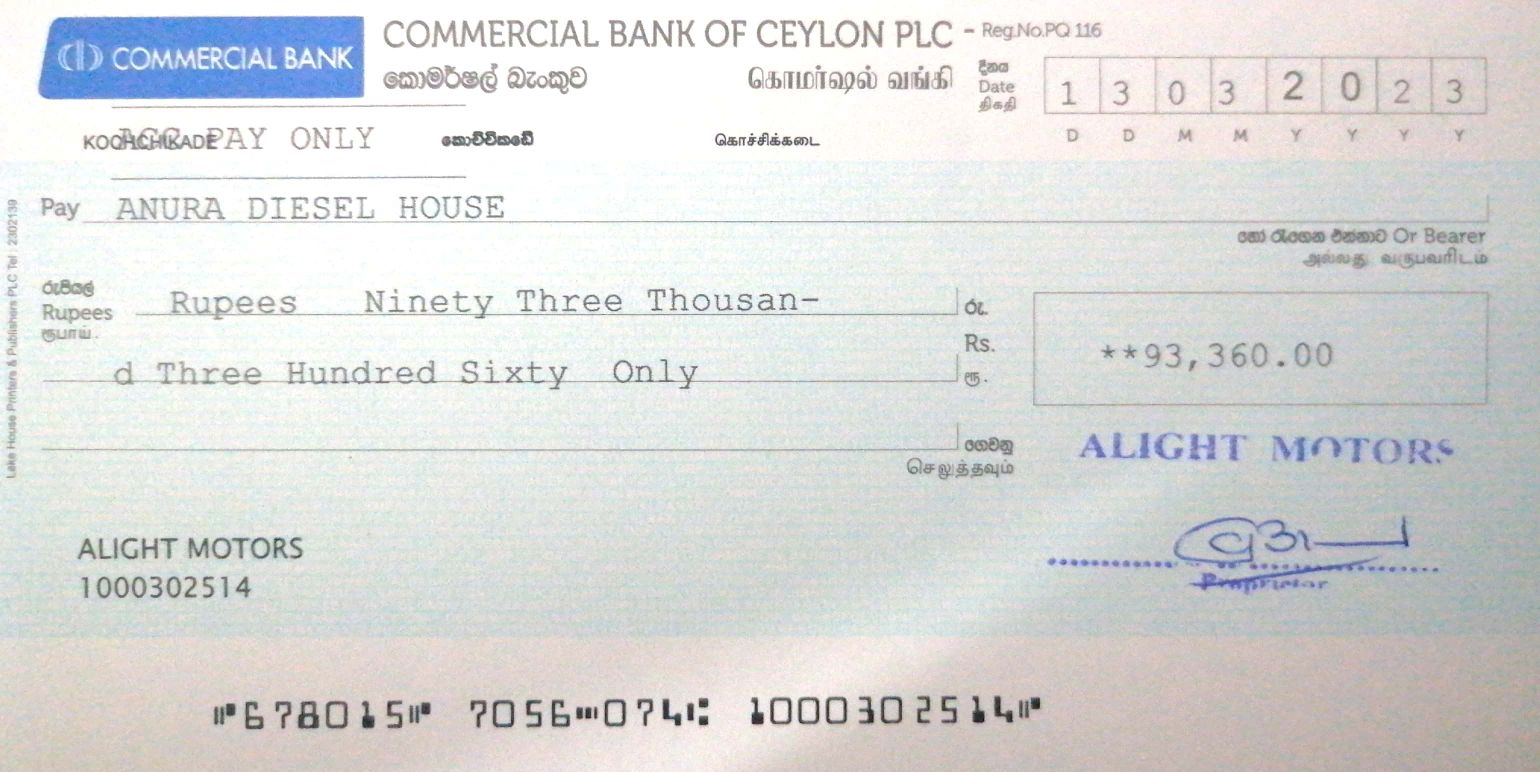 COMMERCIAL BANK
COMMERCIAL BANK OF CEYLON PLC - Reg.No.PQ 116
කොමර්ෂල් බැංකුව கொமர்ஷல் வங்கி
දිනය
Date
திகதி
1 3 0 3 2 0 2 3
D D M M Y Y Y Y
KOCHCHIKADE කොච්චිකඩේ கொச்சிக்கடை
ACC PAY ONLY
Pay ANURA DIESEL HOUSE
හෝ රැගෙන එන්නාට Or Bearer
அல்லது வருபவரிடம்
රුපියල්
Rupees
ரூபாய்.
Rupees Ninety Three Thousan-
d Three Hundred Sixty Only
රු.
Rs.
ரூ.
**93,360.00
ගෙවනු
செலுத்தவும்
ALIGHT MOTORS
Proprietor
ALIGHT MOTORS
1000302514
Lake House Printers & Publishers PLC Tel 2302139
⑈678015⑈ 7056⑉074⑆ 1000302514⑈